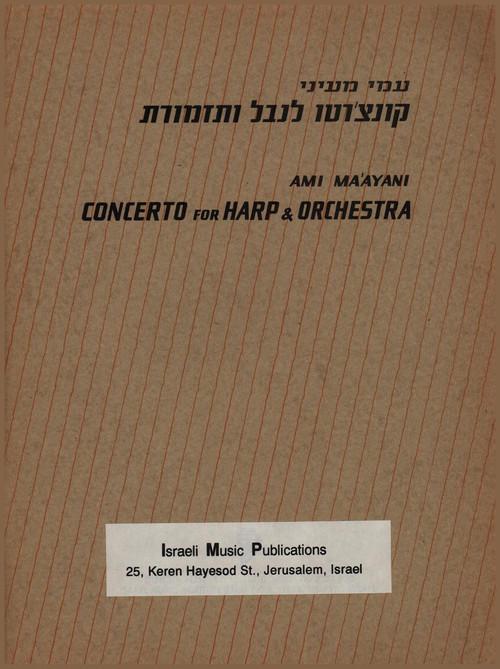 עמי מעייני
קונצ'רטו לנבל ותזמורת
AMI MA'AYANI
CONCERTO FOR HARP & ORCHESTRA
Israeli Music Publications
25, Keren Hayesod St., Jerusalem, Israel